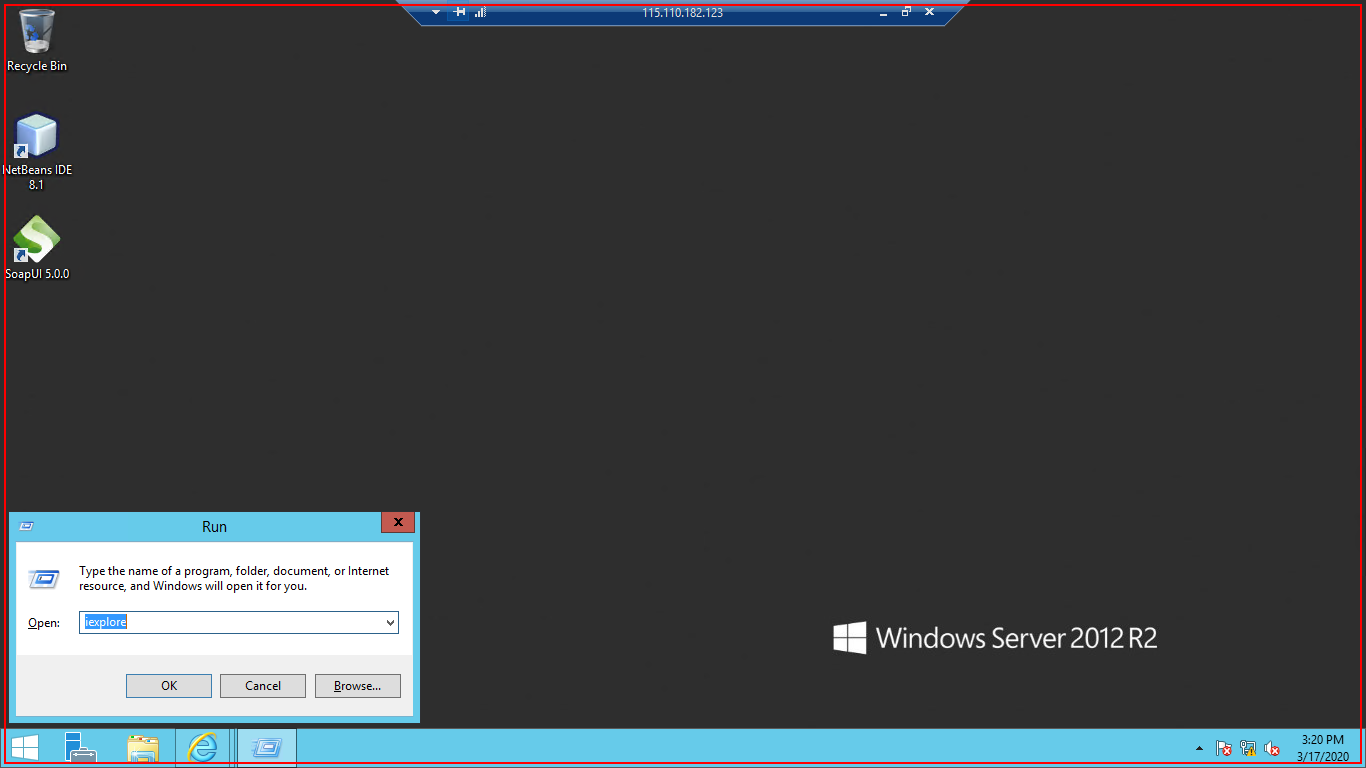 115.110.182.123
Recycle Bin
NetBeans IDE
8.1
SoapUI 5.0.0
Run
Type the name of a program, folder, document, or Internet
resource, and Windows will open it for you.
Open:
iexplore
OK
Cancel
Browse...
Windows Server 2012 R2
3:20 PM
3/17/2020